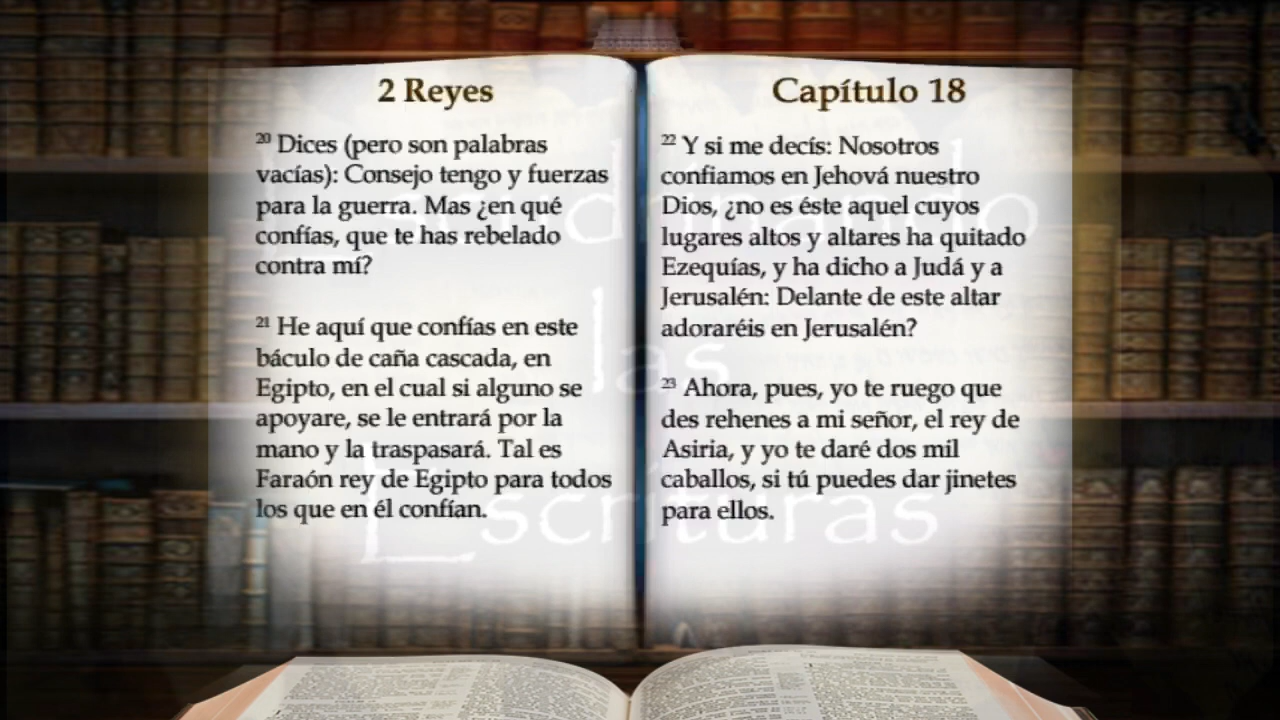 2 Reyes
20 Dices (pero son palabras
vacías): Consejo tengo y fuerzas
para la guerra. Mas ¿en qué
confías, que te has rebelado
contra mí?
21 He aquí que confías en este
báculo de caña cascada, en
Egipto, en el cual si alguno se
apoyare, se le entrará por la
mano y la traspasará. Tal es
Faraón rey de Egipto para todos
los que en él confían.
Capítulo 18
22 Y si me decís: Nosotros
confiamos en Jehová nuestro
Dios, ¿no es éste aquel cuyos
lugares altos y altares ha quitado
Ezequías, y ha dicho a Judá y a
Jerusalén: Delante de este altar
adoraréis en Jerusalén?
23 Ahora, pues, yo te ruego que
des rehenes a mi señor, el rey de
Asiria, y yo te daré dos mil
caballos, si tú puedes dar jinetes
para ellos.
Escudriñando
las
Escrituras